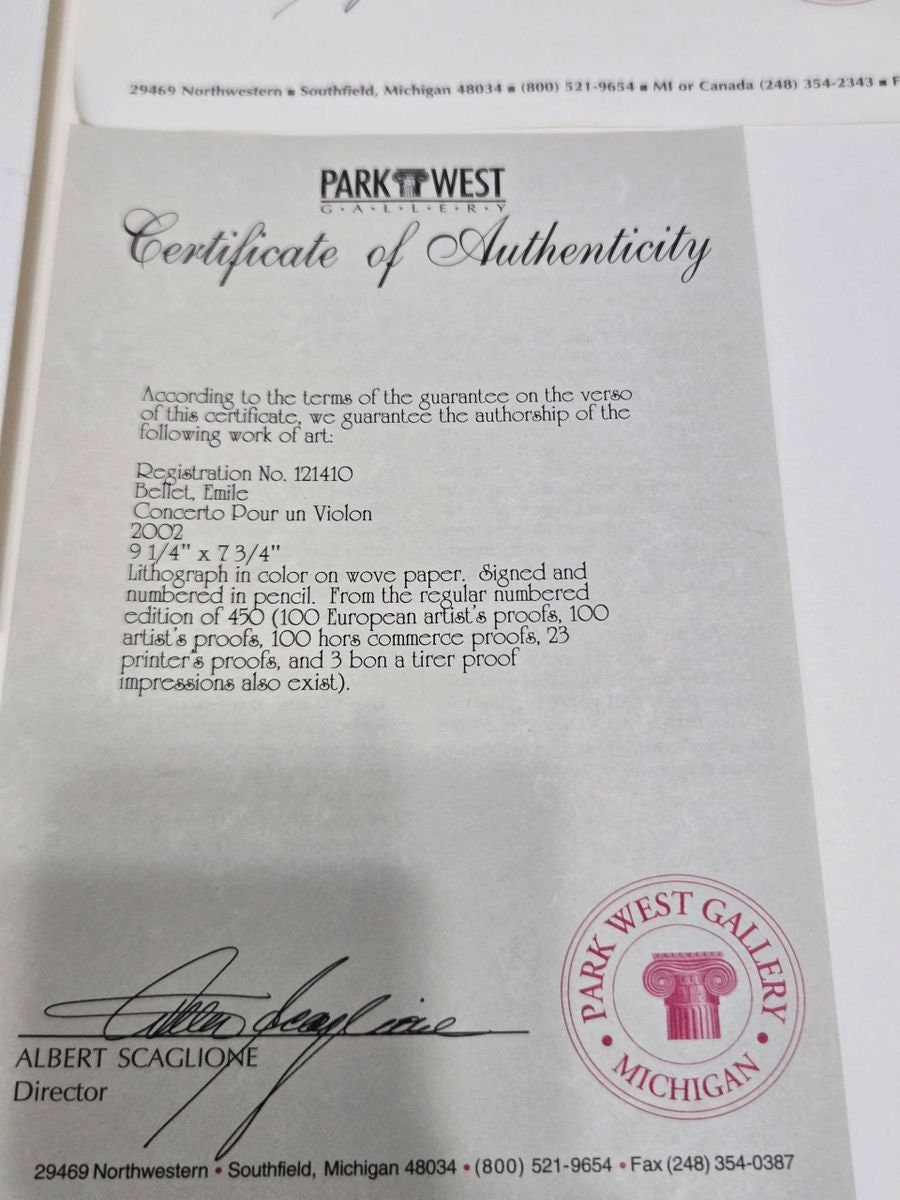 29469 Northwestern ■ Southfield, Michigan 48034 ■ (800) 521-9654 ■ MI or Canada (248) 354-2343 ■ F
PARK WEST
G·A·L·L·E·R·Y
Certificate of Authenticity
According to the terms of the guarantee on the verso
of this certificate, we guarantee the authorship of the
following work of art:
Registration No. 121410
Bellet, Emile
Concerto Pour un Violon
2002
9 1/4" x 7 3/4"
Lithograph in color on wove paper. Signed and
numbered in pencil. From the regular numbered
edition of 450 (100 European artist's proofs, 100
artist's proofs, 100 hors commerce proofs, 23
printer's proofs, and 3 bon a tirer proof
impressions also exist).
Albert Scaglione
ALBERT SCAGLIONE
Director
PARK WEST GALLERY
• MICHIGAN •
29469 Northwestern • Southfield, Michigan 48034 • (800) 521-9654 • Fax (248) 354-0387